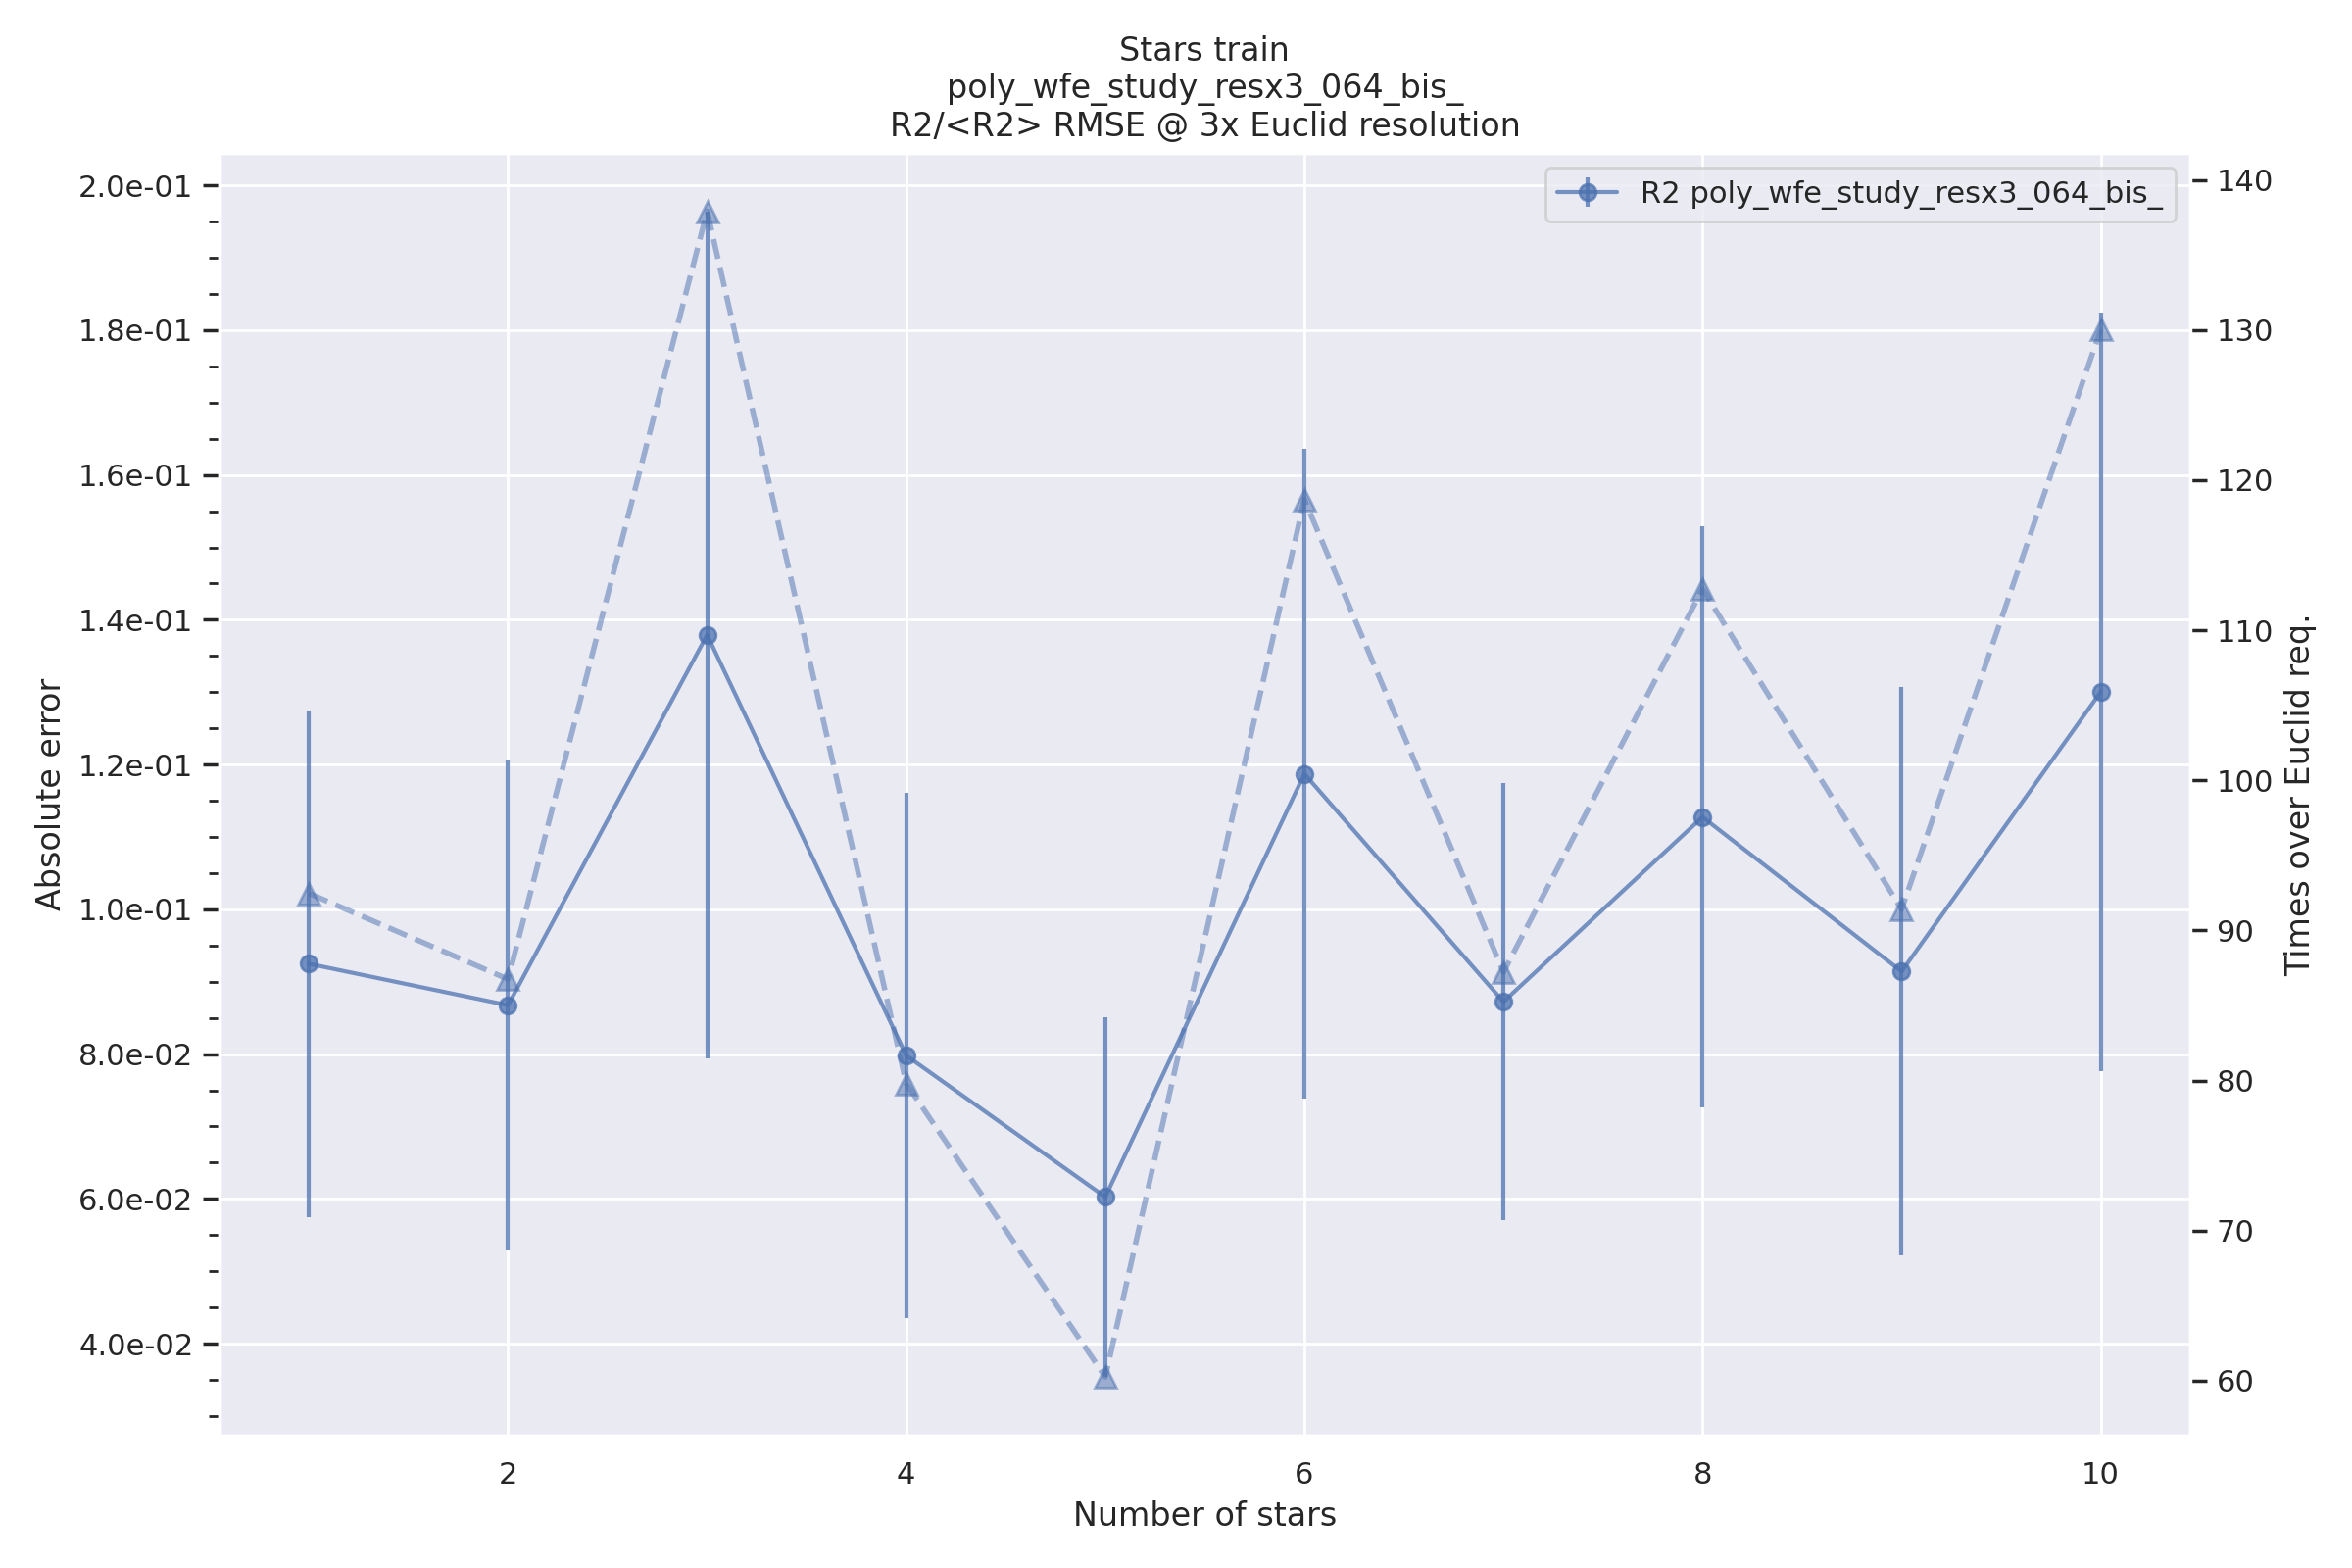 Stars train
poly_wfe_study_resx3_064_bis_
R2/<R2> RMSE @ 3x Euclid resolution
R2 poly_wfe_study_resx3_064_bis_
Absolute error
2.0e-01
1.8e-01
1.6e-01
1.4e-01
1.2e-01
1.0e-01
8.0e-02
6.0e-02
4.0e-02
140
130
120
110
100
90
80
70
60
Times over Euclid req.
2 4 6 8 10
Number of stars